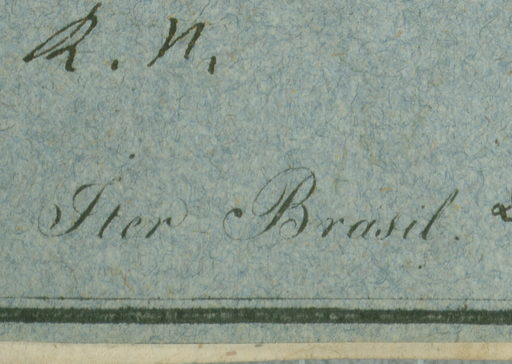 R. N.
Iter Brasil.